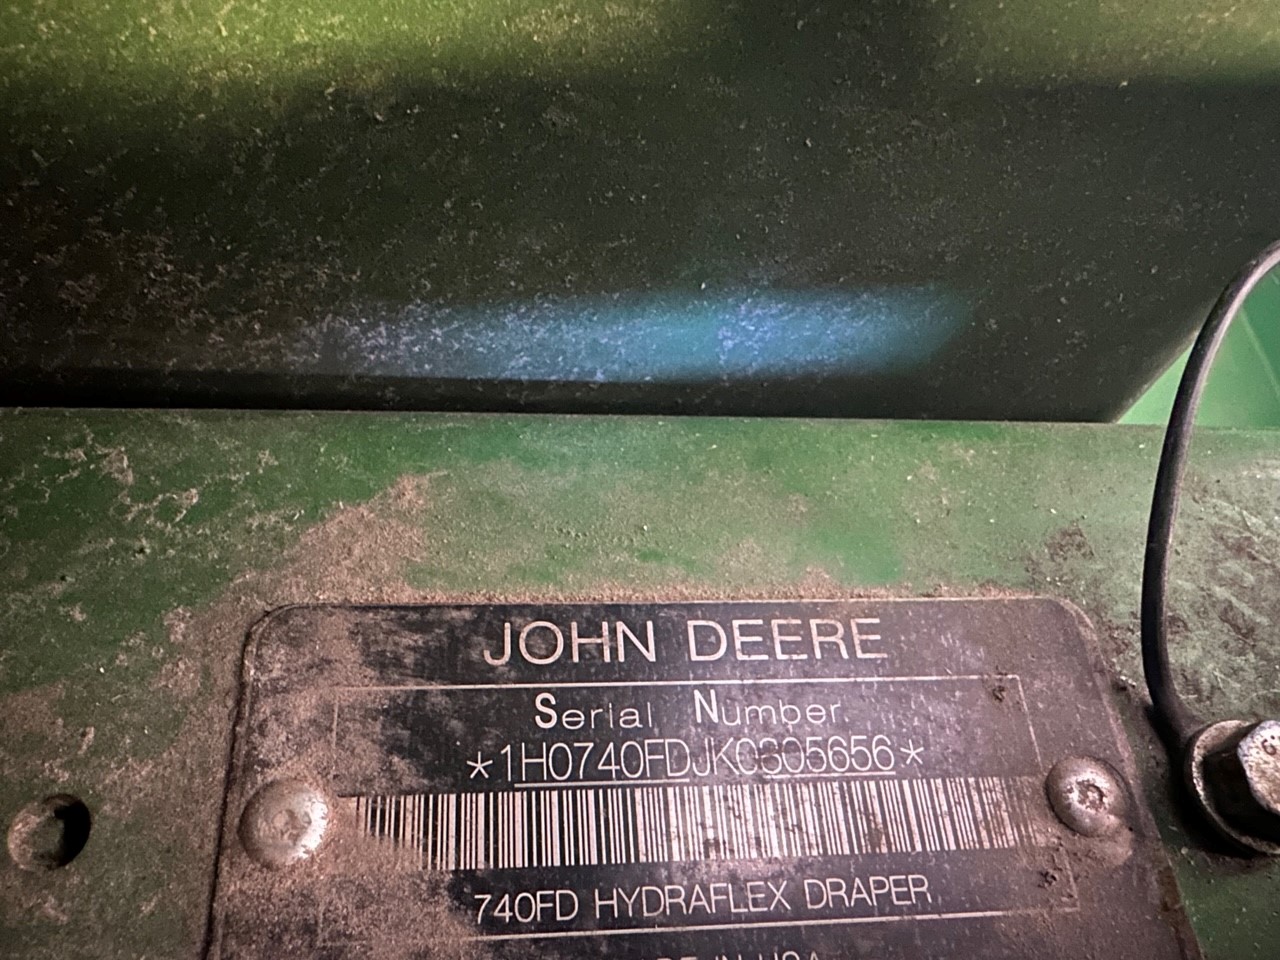 JOHN DEERE
Serial Number
*1H0740FDJK0805656*
740FD HYDRAFLEX DRAPER